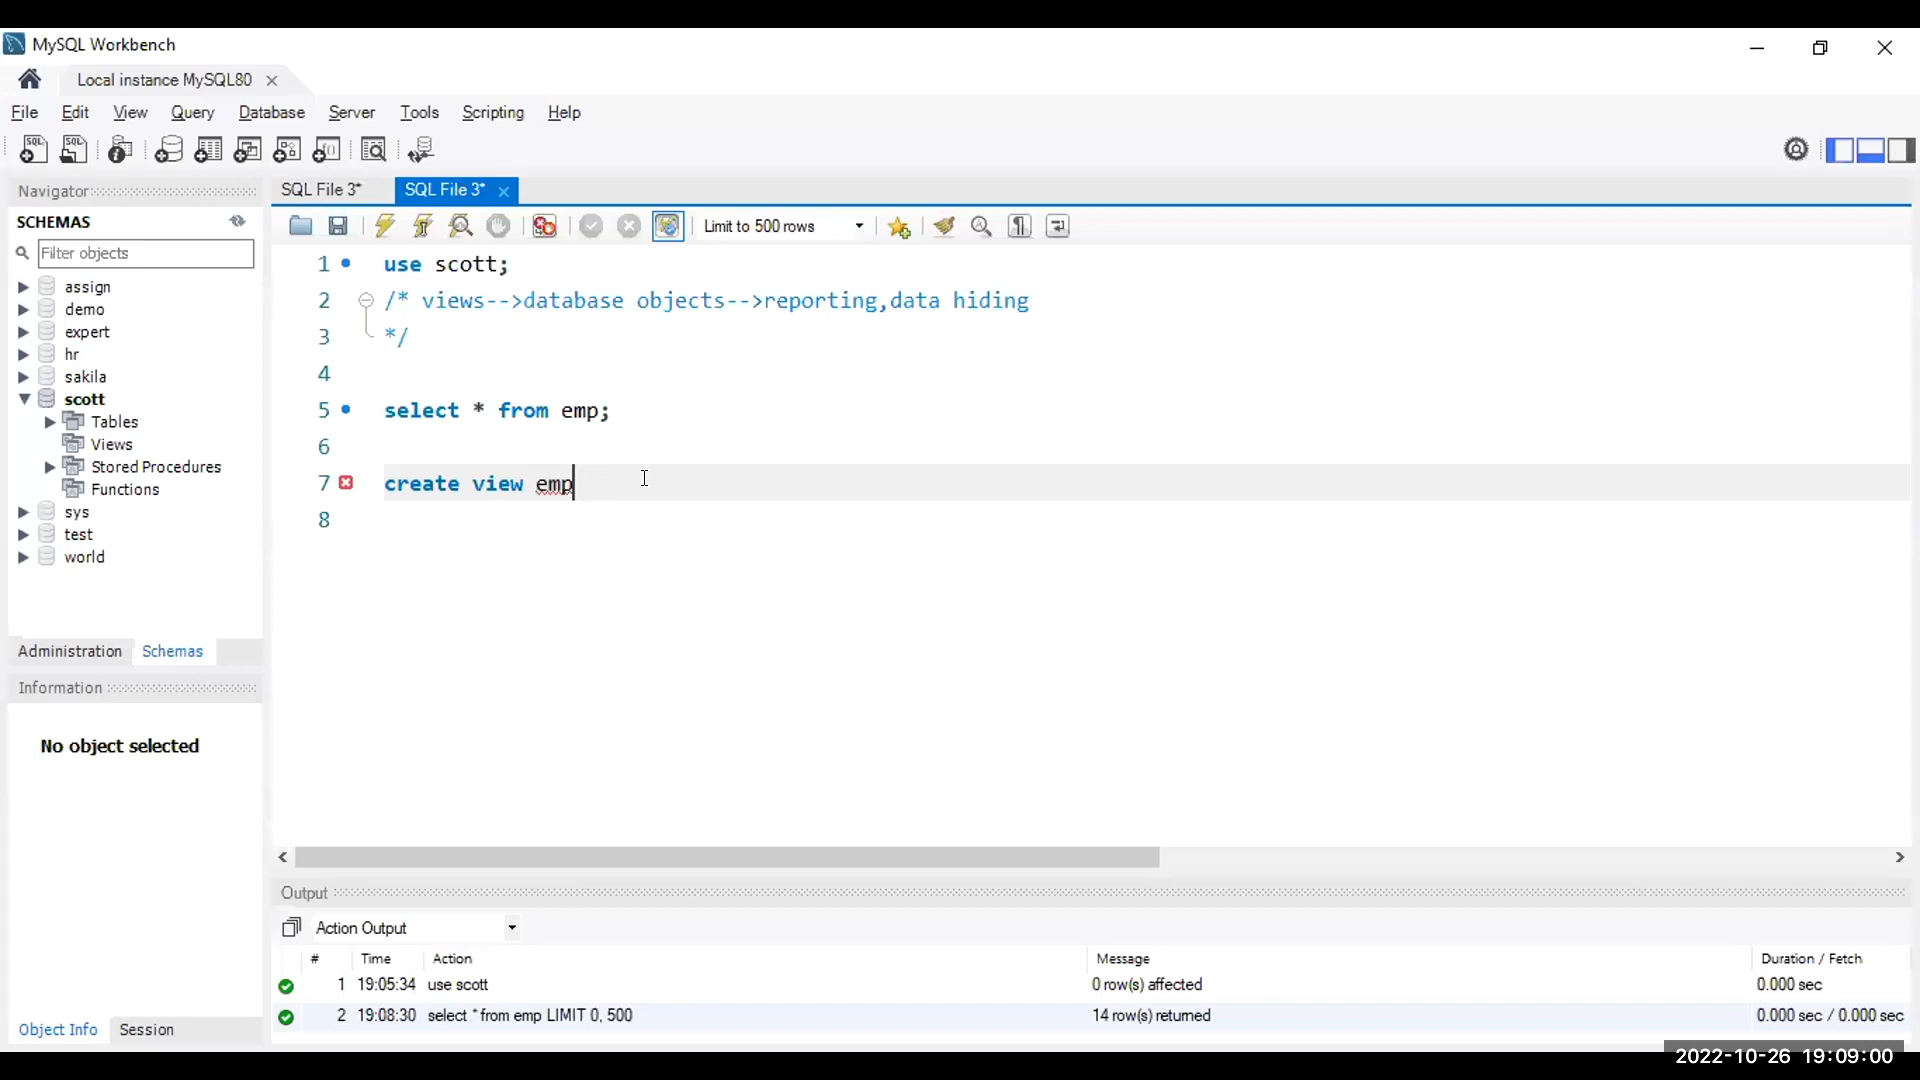 MySQL Workbench
Local instance MySQL80
File Edit View Query Database Server Tools Scripting Help
Navigator
SCHEMAS
Filter objects
assign
demo
expert
hr
sakila
scott
Tables
Views
Stored Procedures
Functions
sys
test
world
Administration Schemas
Information
No object selected
Object Info Session
SQL File 3* SQL File 3*
Limit to 500 rows
1 use scott;
2 /* views-->database objects-->reporting,data hiding
3 */
4
5 select * from emp;
6
7 create view emp
8
Output
Action Output
# Time Action Message Duration / Fetch
1 19:05:34 use scott 0 row(s) affected 0.000 sec
2 19:08:30 select * from emp LIMIT 0, 500 14 row(s) returned 0.000 sec / 0.000 sec
2022-10-26 19:09:00